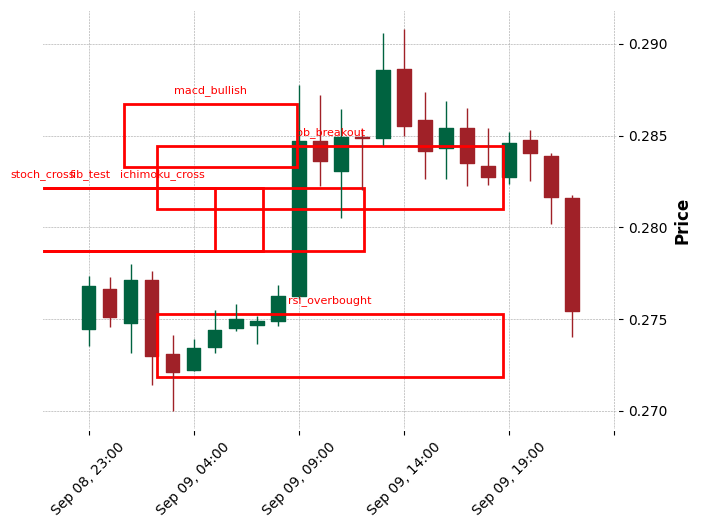 0.290
macd_bullish
bb_breakout
0.285
stoch_cross
fib_test
ichimoku_cross
0.280
Price
rsi_overbought
0.275
0.270
Sep 08, 23:00
Sep 09, 04:00
Sep 09, 09:00
Sep 09, 14:00
Sep 09, 19:00